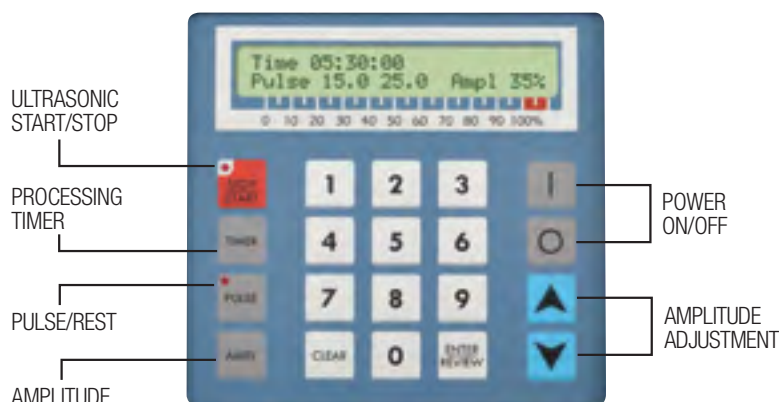 Time 05:30:00
Pulse 15.0 25.0 Ampl 35%
0 10 20 30 40 50 60 70 80 90 100%
ULTRASONIC
START/STOP
PROCESSING
TIMER
PULSE/REST
AMPLITUDE
STOP
START
TIMER
PULSE
AMPL
1 2 3
4 5 6
7 8 9
CLEAR 0 ENTER
REVIEW
I
O
POWER
ON/OFF
AMPLITUDE
ADJUSTMENT